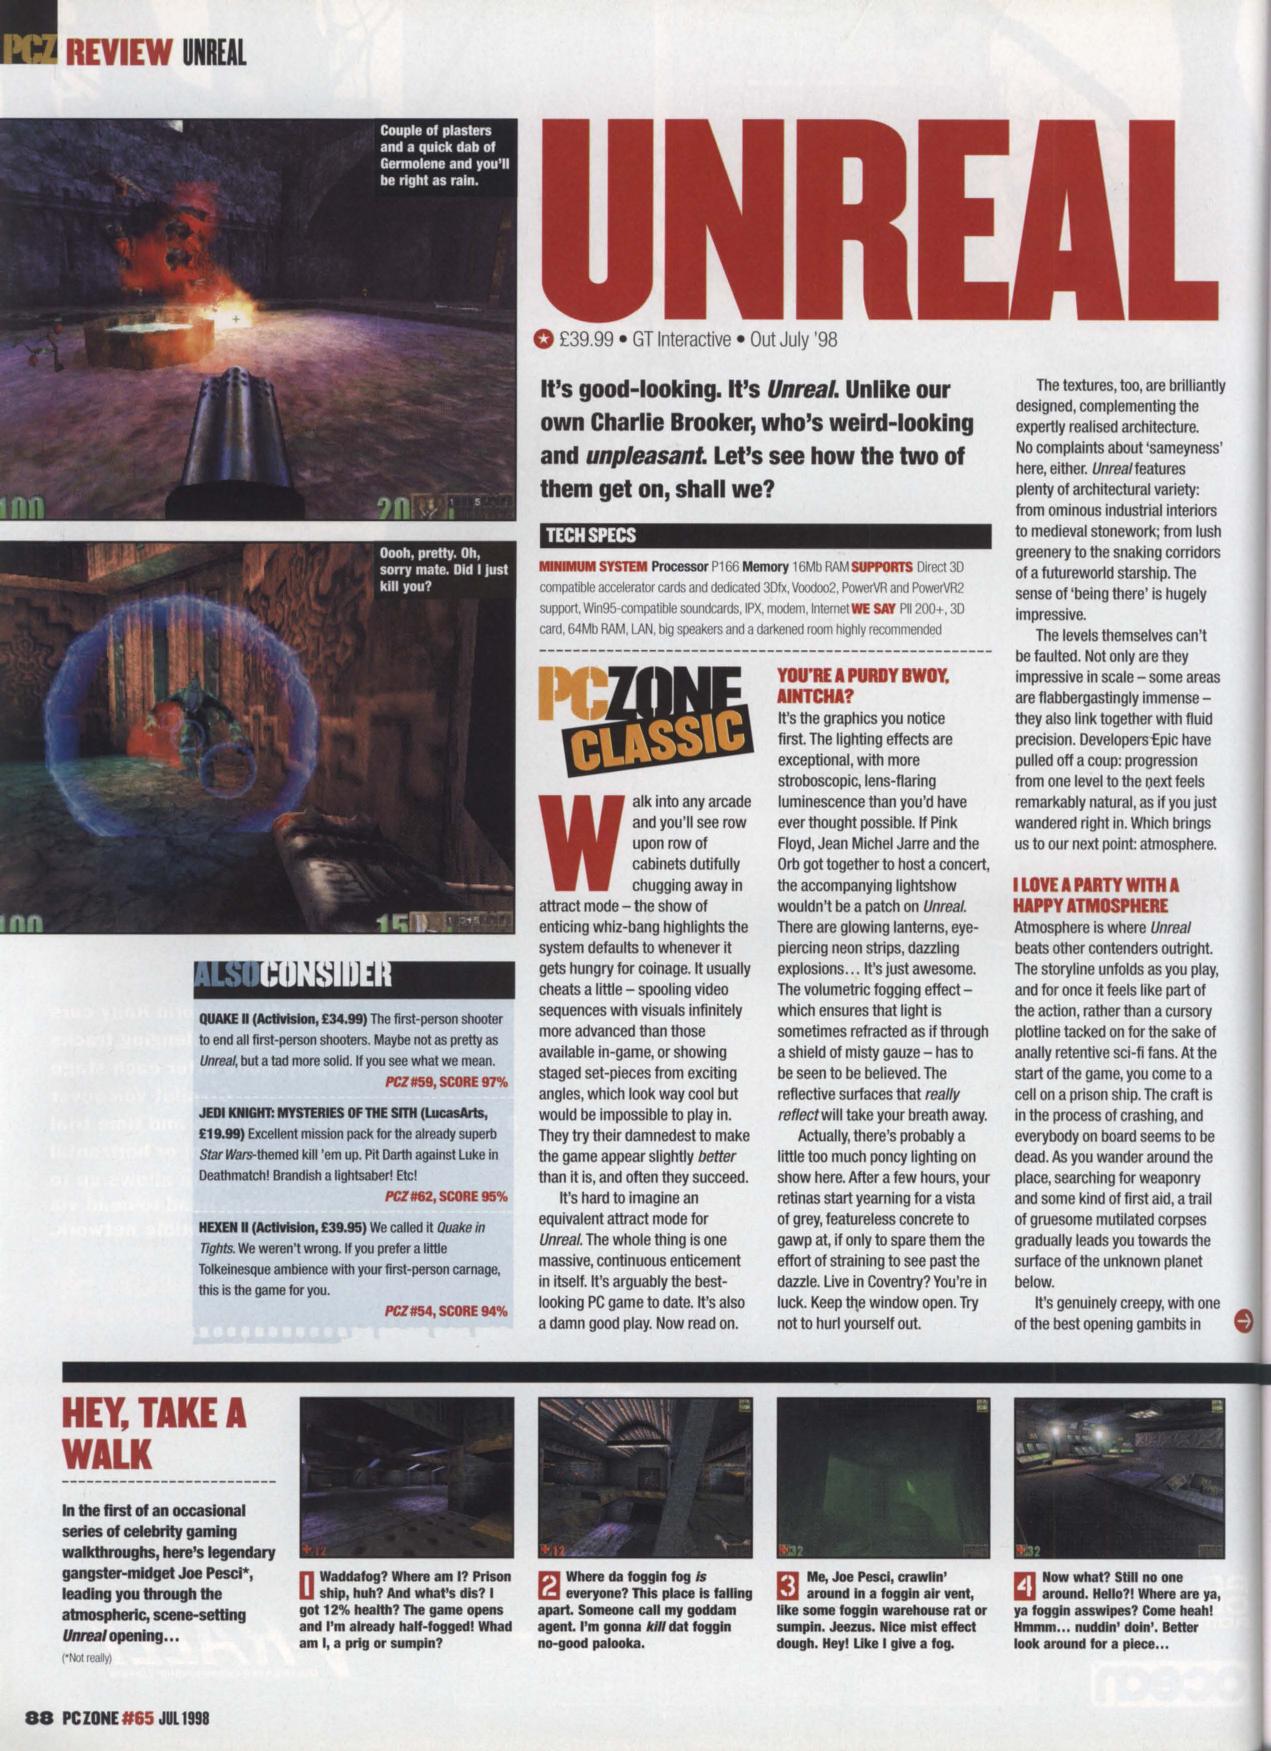 PCZ REVIEW UNREAL
Couple of plasters
and a quick dab of
Germolene and you'll
be right as rain.
100
20
Oooh, pretty. Oh,
sorry mate. Did I just
kill you?
100
15
UNREAL
£39.99 • GT Interactive • Out July '98
It's good-looking. It's Unreal. Unlike our
own Charlie Brooker, who's weird-looking
and unpleasant. Let's see how the two of
them get on, shall we?
TECH SPECS
MINIMUM SYSTEM Processor P166 Memory 16Mb RAM SUPPORTS Direct 3D
compatible accelerator cards and dedicated 3Dfx, Voodoo2, PowerVR and PowerVR2
support, Win95-compatible soundcards, IPX, modem, Internet WE SAY PII 200+, 3D
card, 64Mb RAM, LAN, big speakers and a darkened room highly recommended
PCZONE
CLASSIC
Walk into any arcade
and you'll see row
upon row of
cabinets dutifully
chugging away in
attract mode – the show of
enticing whiz-bang highlights the
system defaults to whenever it
gets hungry for coinage. It usually
cheats a little – spooling video
sequences with visuals infinitely
more advanced than those
available in-game, or showing
staged set-pieces from exciting
angles, which look way cool but
would be impossible to play in.
They try their damnedest to make
the game appear slightly better
than it is, and often they succeed.
It's hard to imagine an
equivalent attract mode for
Unreal. The whole thing is one
massive, continuous enticement
in itself. It's arguably the best-
looking PC game to date. It's also
a damn good play. Now read on.
YOU'RE A PURDY BWOY,
AINTCHA?
It's the graphics you notice
first. The lighting effects are
exceptional, with more
stroboscopic, lens-flaring
luminescence than you'd have
ever thought possible. If Pink
Floyd, Jean Michel Jarre and the
Orb got together to host a concert,
the accompanying lightshow
wouldn't be a patch on Unreal.
There are glowing lanterns, eye-
piercing neon strips, dazzling
explosions... It's just awesome.
The volumetric fogging effect –
which ensures that light is
sometimes refracted as if through
a shield of misty gauze – has to
be seen to be believed. The
reflective surfaces that really
reflect will take your breath away.
Actually, there's probably a
little too much poncy lighting on
show here. After a few hours, your
retinas start yearning for a vista
of grey, featureless concrete to
gawp at, if only to spare them the
effort of straining to see past the
dazzle. Live in Coventry? You're in
luck. Keep the window open. Try
not to hurl yourself out.
The textures, too, are brilliantly
designed, complementing the
expertly realised architecture.
No complaints about 'sameyness'
here, either. Unreal features
plenty of architectural variety:
from ominous industrial interiors
to medieval stonework; from lush
greenery to the snaking corridors
of a futureworld starship. The
sense of 'being there' is hugely
impressive.
The levels themselves can't
be faulted. Not only are they
impressive in scale – some areas
are flabbergastingly immense –
they also link together with fluid
precision. Developers Epic have
pulled off a coup: progression
from one level to the next feels
remarkably natural, as if you just
wandered right in. Which brings
us to our next point: atmosphere.
I LOVE A PARTY WITH A
HAPPY ATMOSPHERE
Atmosphere is where Unreal
beats other contenders outright.
The storyline unfolds as you play,
and for once it feels like part of
the action, rather than a cursory
plotline tacked on for the sake of
anally retentive sci-fi fans. At the
start of the game, you come to a
cell on a prison ship. The craft is
in the process of crashing, and
everybody on board seems to be
dead. As you wander around the
place, searching for weaponry
and some kind of first aid, a trail
of gruesome mutilated corpses
gradually leads you towards the
surface of the unknown planet
below.
It's genuinely creepy, with one
of the best opening gambits in
ALSO CONSIDER
QUAKE II (Activision, £34.99) The first-person shooter
to end all first-person shooters. Maybe not as pretty as
Unreal, but a tad more solid. If you see what we mean.
PCZ #59, SCORE 97%
JEDI KNIGHT: MYSTERIES OF THE SITH (LucasArts,
£19.99) Excellent mission pack for the already superb
Star Wars-themed kill 'em up. Pit Darth against Luke in
Deathmatch! Brandish a lightsaber! Etc!
PCZ #62, SCORE 95%
HEXEN II (Activision, £39.95) We called it Quake in
Tights. We weren't wrong. If you prefer a little
Tolkeinesque ambience with your first-person carnage,
this is the game for you.
PCZ #54, SCORE 94%
HEY, TAKE A
WALK
In the first of an occasional
series of celebrity gaming
walkthroughs, here's legendary
gangster-midget Joe Pesci*,
leading you through the
atmospheric, scene-setting
Unreal opening...
(*Not really)
12
1 Waddafog? Where am I? Prison
ship, huh? And what's dis? I
got 12% health? The game opens
and I'm already half-fogged! Whad
am I, a prig or sumpin?
12
2 Where da foggin fog is
everyone? This place is falling
apart. Someone call my goddam
agent. I'm gonna kill dat foggin
no-good palooka.
32
3 Me, Joe Pesci, crawlin'
around in a foggin air vent,
like some foggin warehouse rat or
sumpin. Jeezus. Nice mist effect
dough. Hey! Like I give a fog.
32
4 Now what? Still no one
around. Hello?! Where are ya,
ya foggin asswipes? Come heah!
Hmmm... nuddin' doin'. Better
look around for a piece...
88 PC ZONE #65 JUL 1998